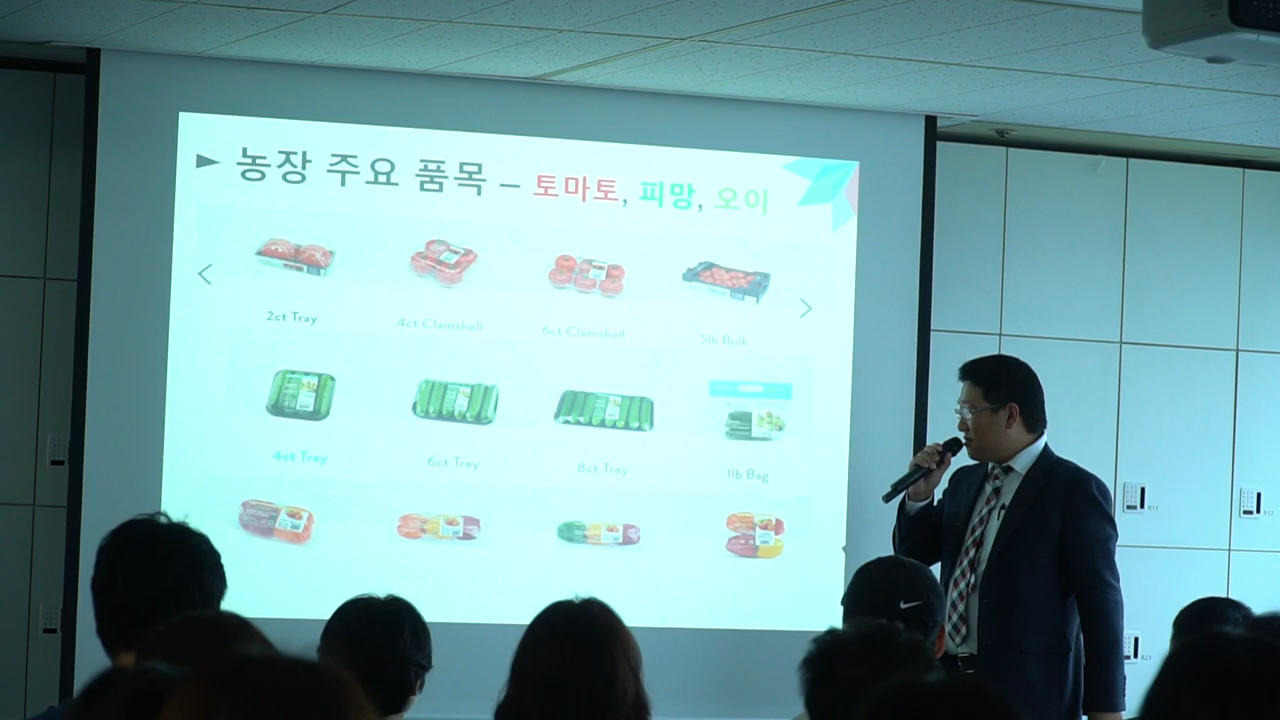 ► 농장 주요 품목 – 토마토, 피망, 오이
2ct Tray
4ct Clamshell
6ct Clamshell
5lb Bulk
4ct Tray
6ct Tray
8ct Tray
1lb Bag